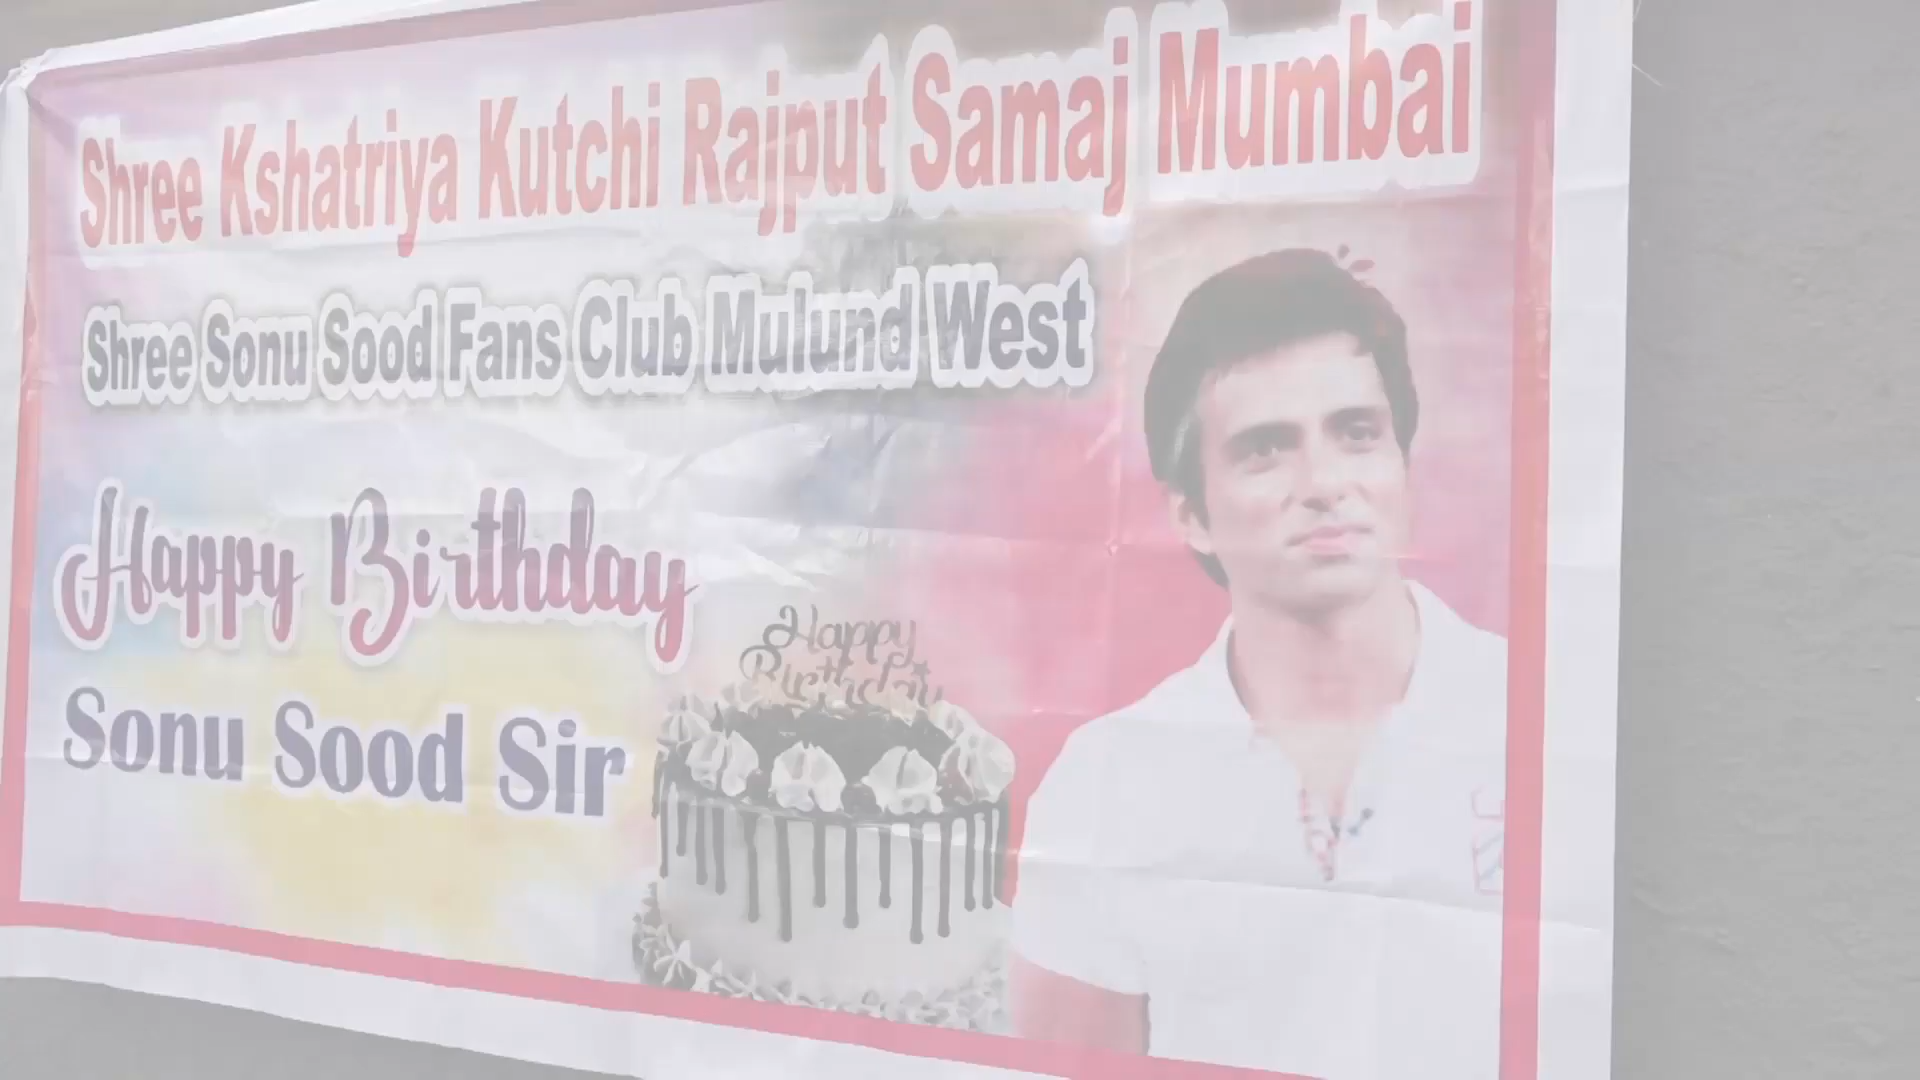 Shree Kshatriya Kutchi Rajput Samaj Mumbai
Shree Sonu Sood Fans Club Mulund West
Happy Birthday
Sonu Sood Sir
Happy
Birthday